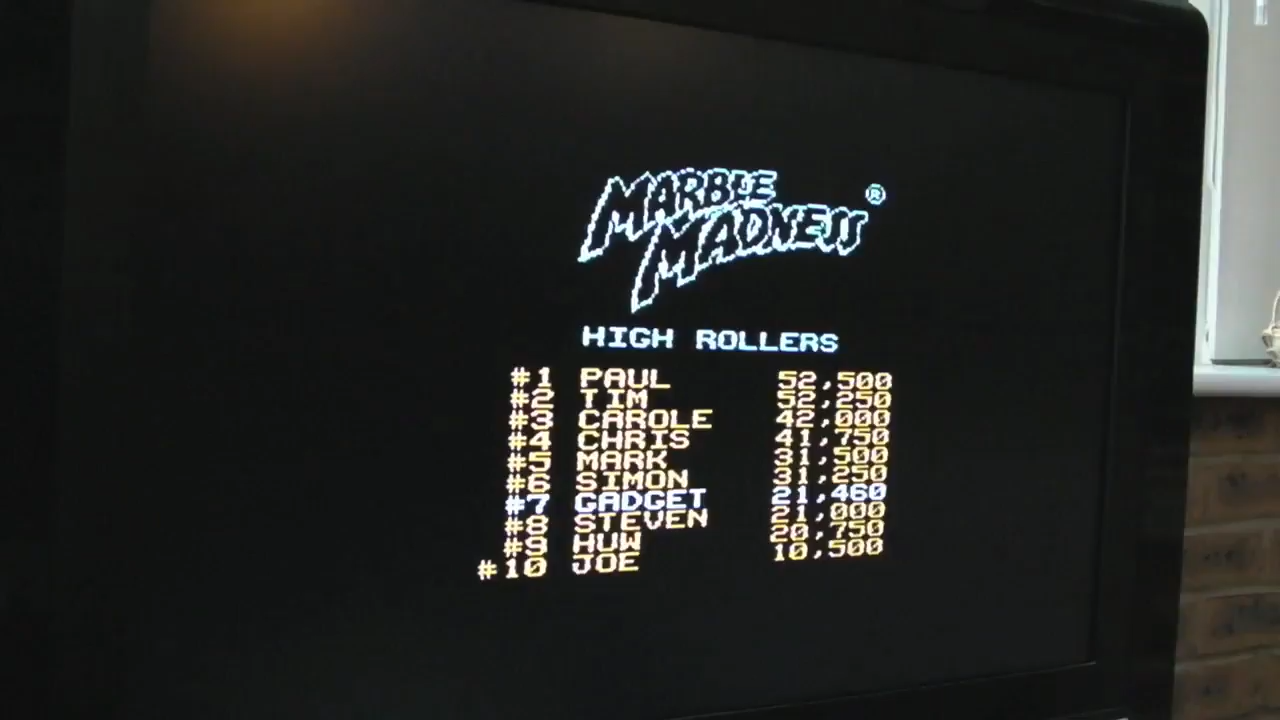 MARBLE
MADNESS ®
HIGH ROLLERS
#1 PAUL 52,500
#2 TIM 52,250
#3 CAROLE 42,000
#4 CHRIS 41,750
#5 MARK 31,500
#6 SIMON 31,250
#7 GADGET 21,460
#8 STEVEN 21,000
#9 HUW 20,750
#10 JOE 10,500